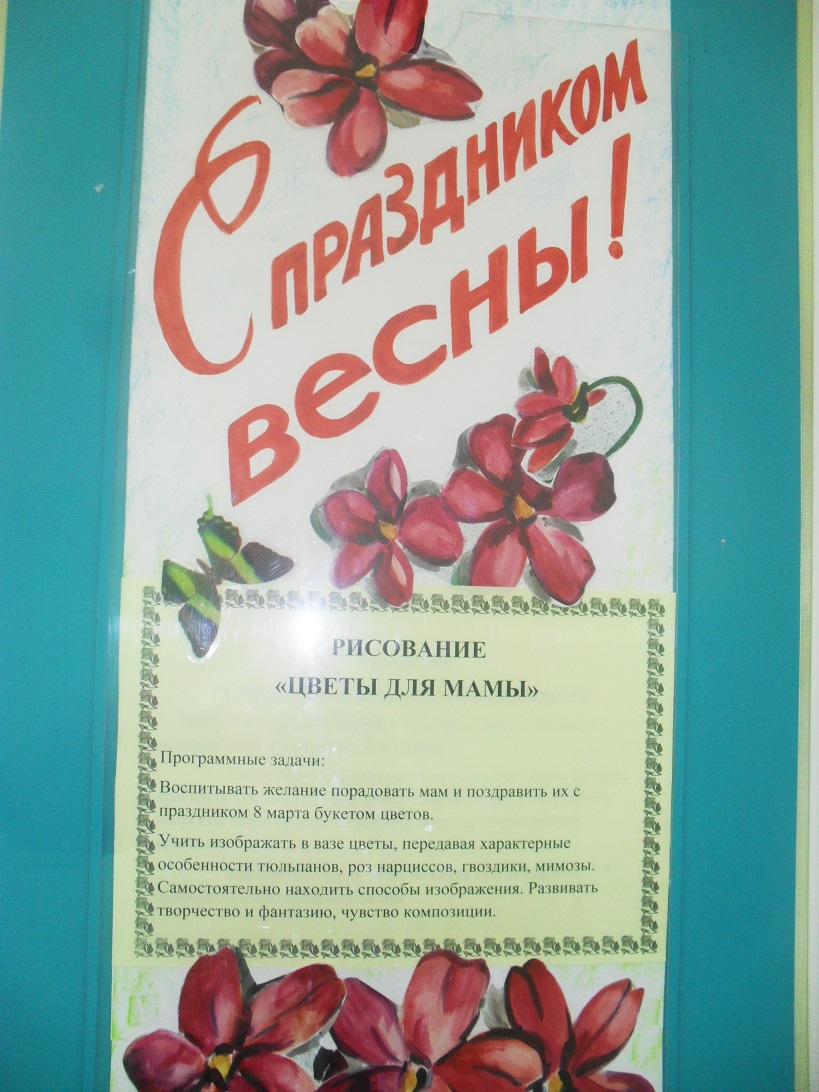 С ПРАЗДНИКОМ
весны!
РИСОВАНИЕ
«ЦВЕТЫ ДЛЯ МАМЫ»
Программные задачи:
Воспитывать желание порадовать мам и поздравить их с
праздником 8 марта букетом цветов.
Учить изображать в вазе цветы, передавая характерные
особенности тюльпанов, роз нарциссов, гвоздики, мимозы.
Самостоятельно находить способы изображения. Развивать
творчество и фантазию, чувство композиции.